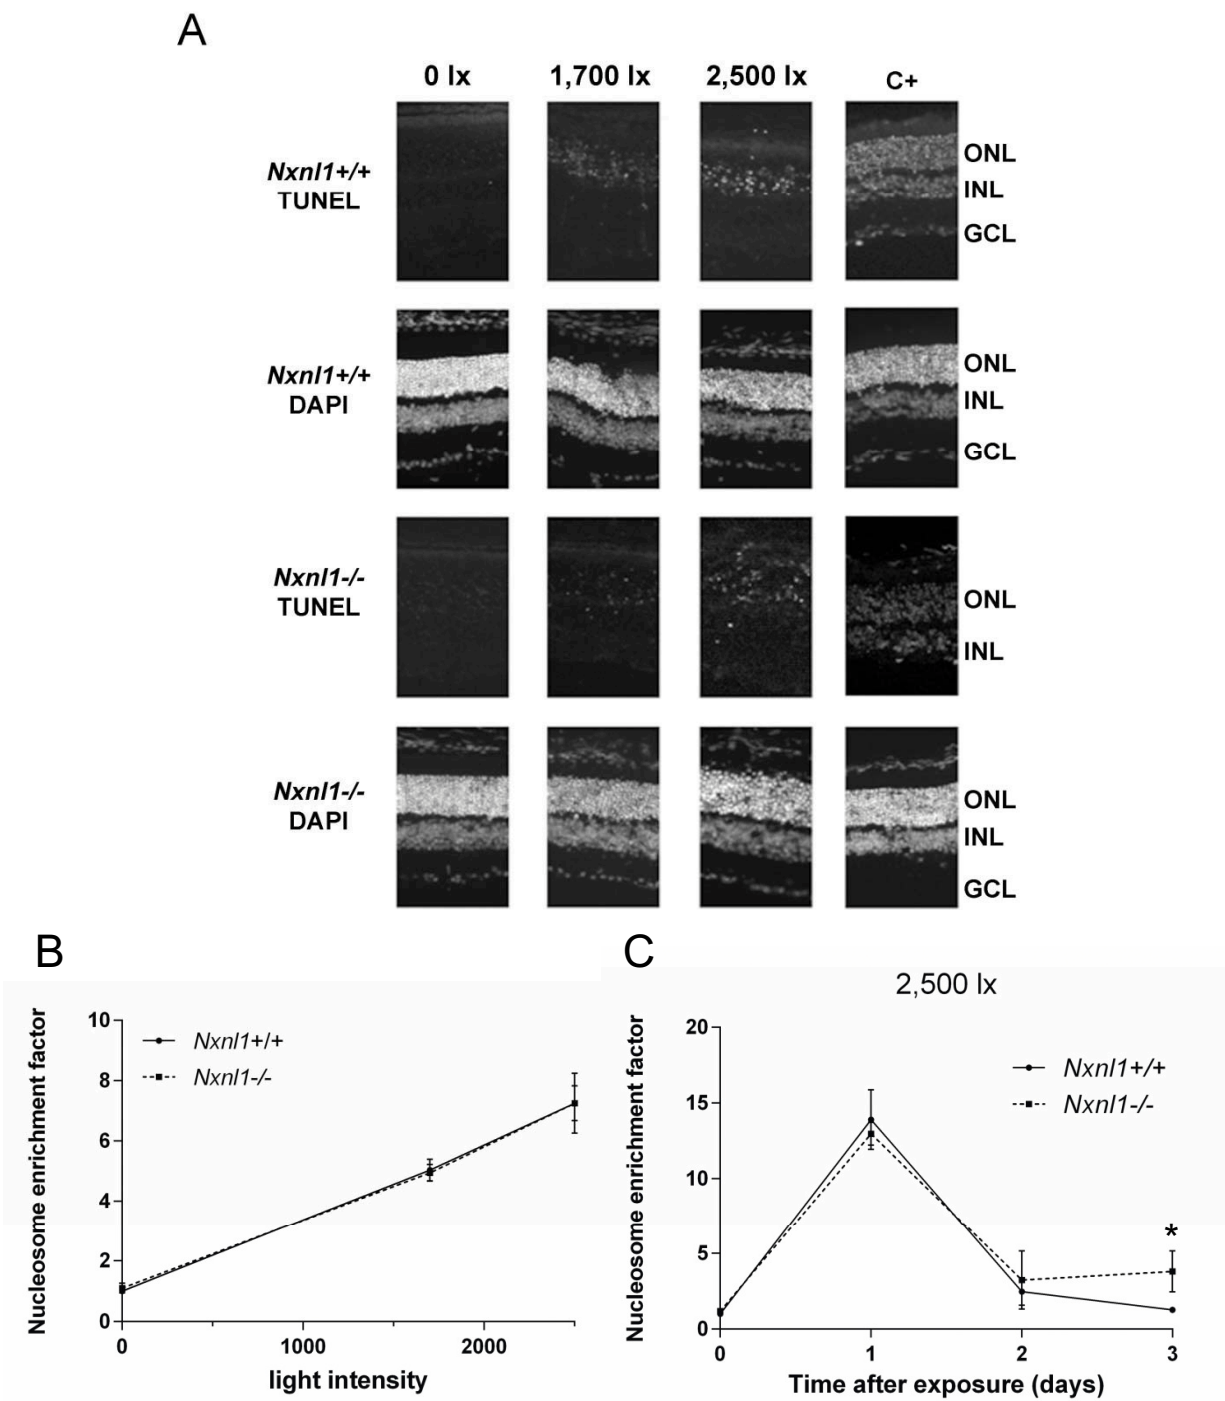 A
0 lx
1,700 lx
2,500 lx
C+
Nxnl1+/+
TUNEL
ONL
INL
GCL
Nxnl1+/+
DAPI
ONL
INL
GCL
Nxnl1-/-
TUNEL
ONL
INL
Nxnl1-/-
DAPI
ONL
INL
GCL
B
Nucleosome enrichment factor
10
8
6
4
2
0
Nxnl1+/+
Nxnl1-/-
0
1000
2000
light intensity
C
2,500 lx
Nucleosome enrichment factor
20
15
10
5
0
Nxnl1+/+
Nxnl1-/-
*
0
1
2
3
Time after exposure (days)